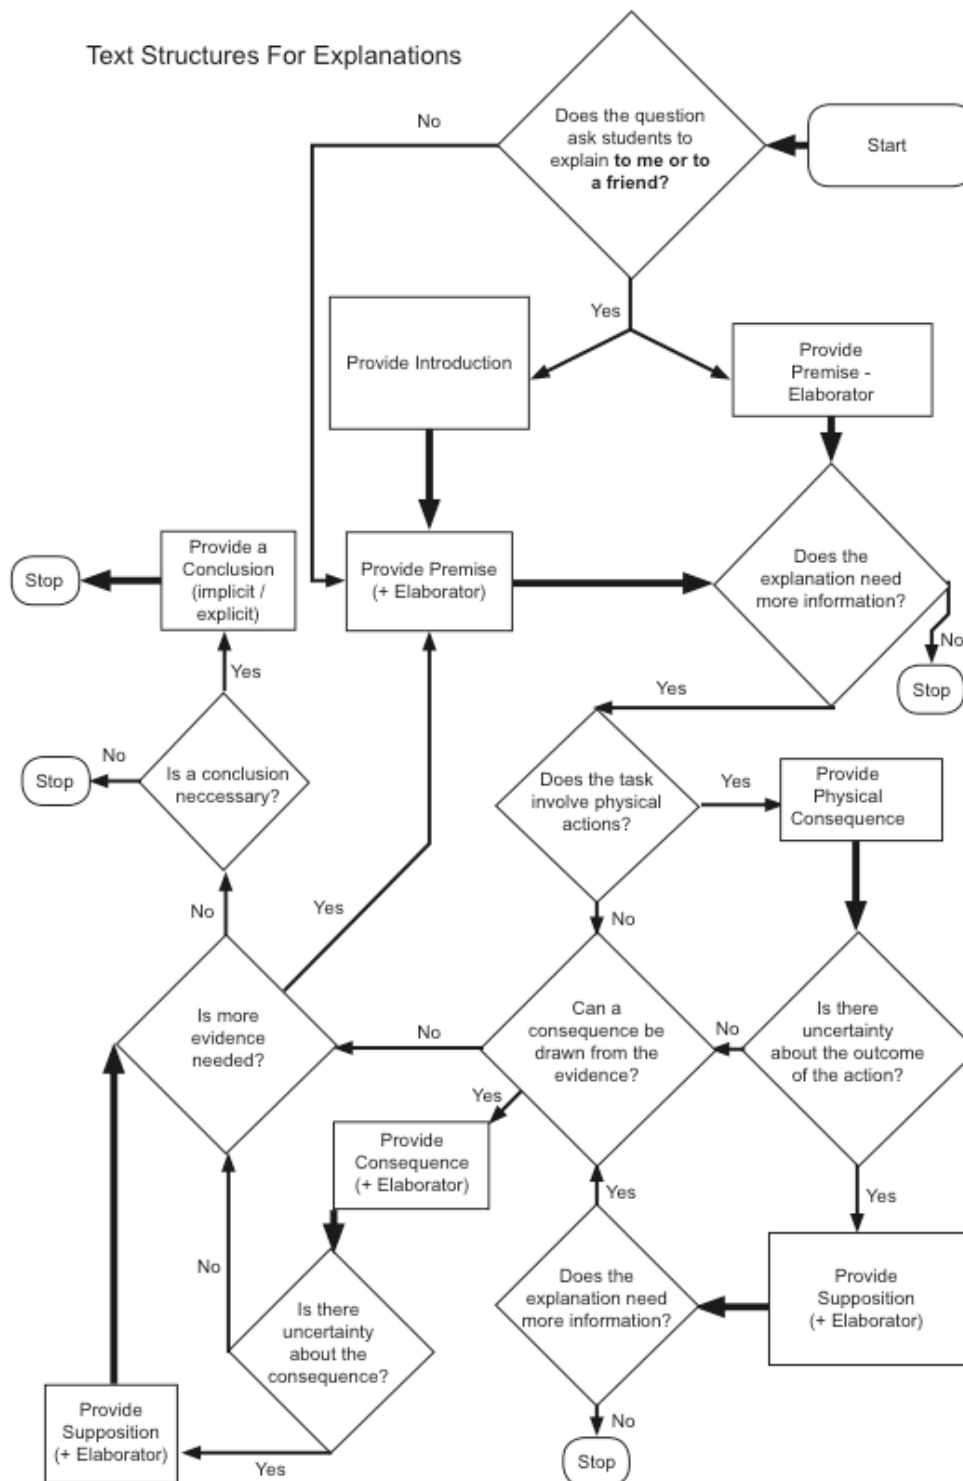 Text Structures For Explanations
Does the question
ask students to
explain to me or to
a friend?
Start
No
Yes
Provide Introduction
Provide
Premise -
Elaborator
Provide a
Conclusion
(implicit /
explicit)
Stop
Provide Premise
(+ Elaborator)
Does the
explanation need
more information?
No
Stop
Yes
Yes
No
Stop
Is a conclusion
neccessary?
Does the task
involve physical
actions?
Yes
Provide
Physical
Consequence
No
Yes
No
Is more
evidence
needed?
No
Can a
consequence be
drawn from the
evidence?
No
Is there
uncertainty
about the outcome
of the action?
Yes
Provide
Consequence
(+ Elaborator)
Yes
Yes
No
Is there
uncertainty
about the
consequence?
Does the
explanation need
more information?
Provide
Supposition
(+ Elaborator)
Provide
Supposition
(+ Elaborator)
Yes
No
Stop